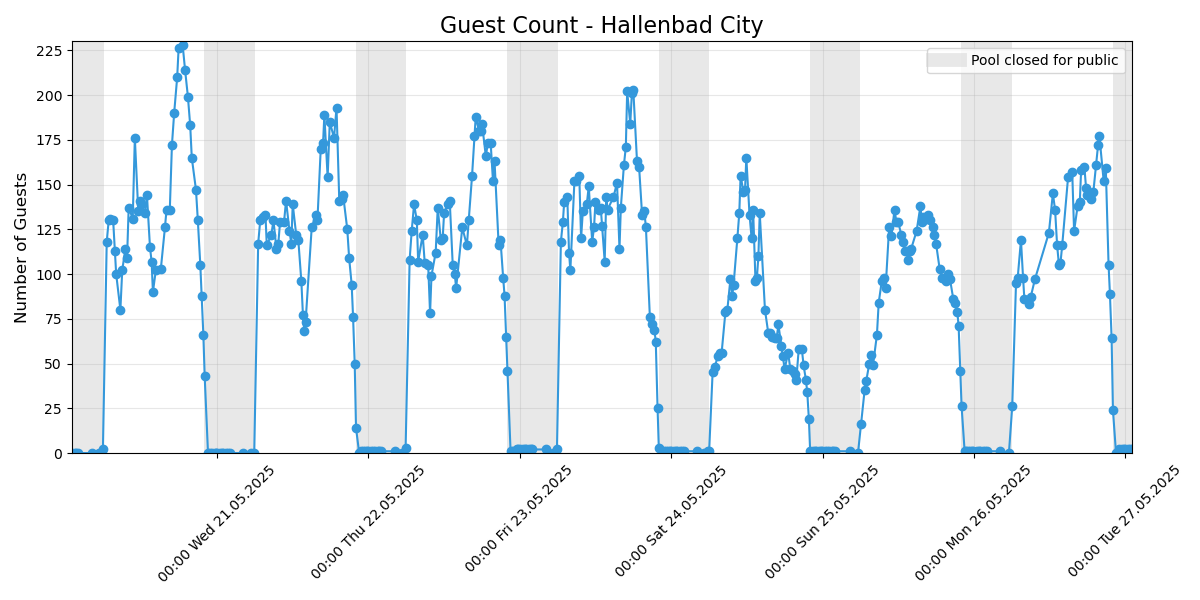 Guest Count - Hallenbad City
Pool closed for public
Number of Guests
225
200
175
150
125
100
75
50
25
0
00:00 Wed 21.05.2025
00:00 Thu 22.05.2025
00:00 Fri 23.05.2025
00:00 Sat 24.05.2025
00:00 Sun 25.05.2025
00:00 Mon 26.05.2025
00:00 Tue 27.05.2025